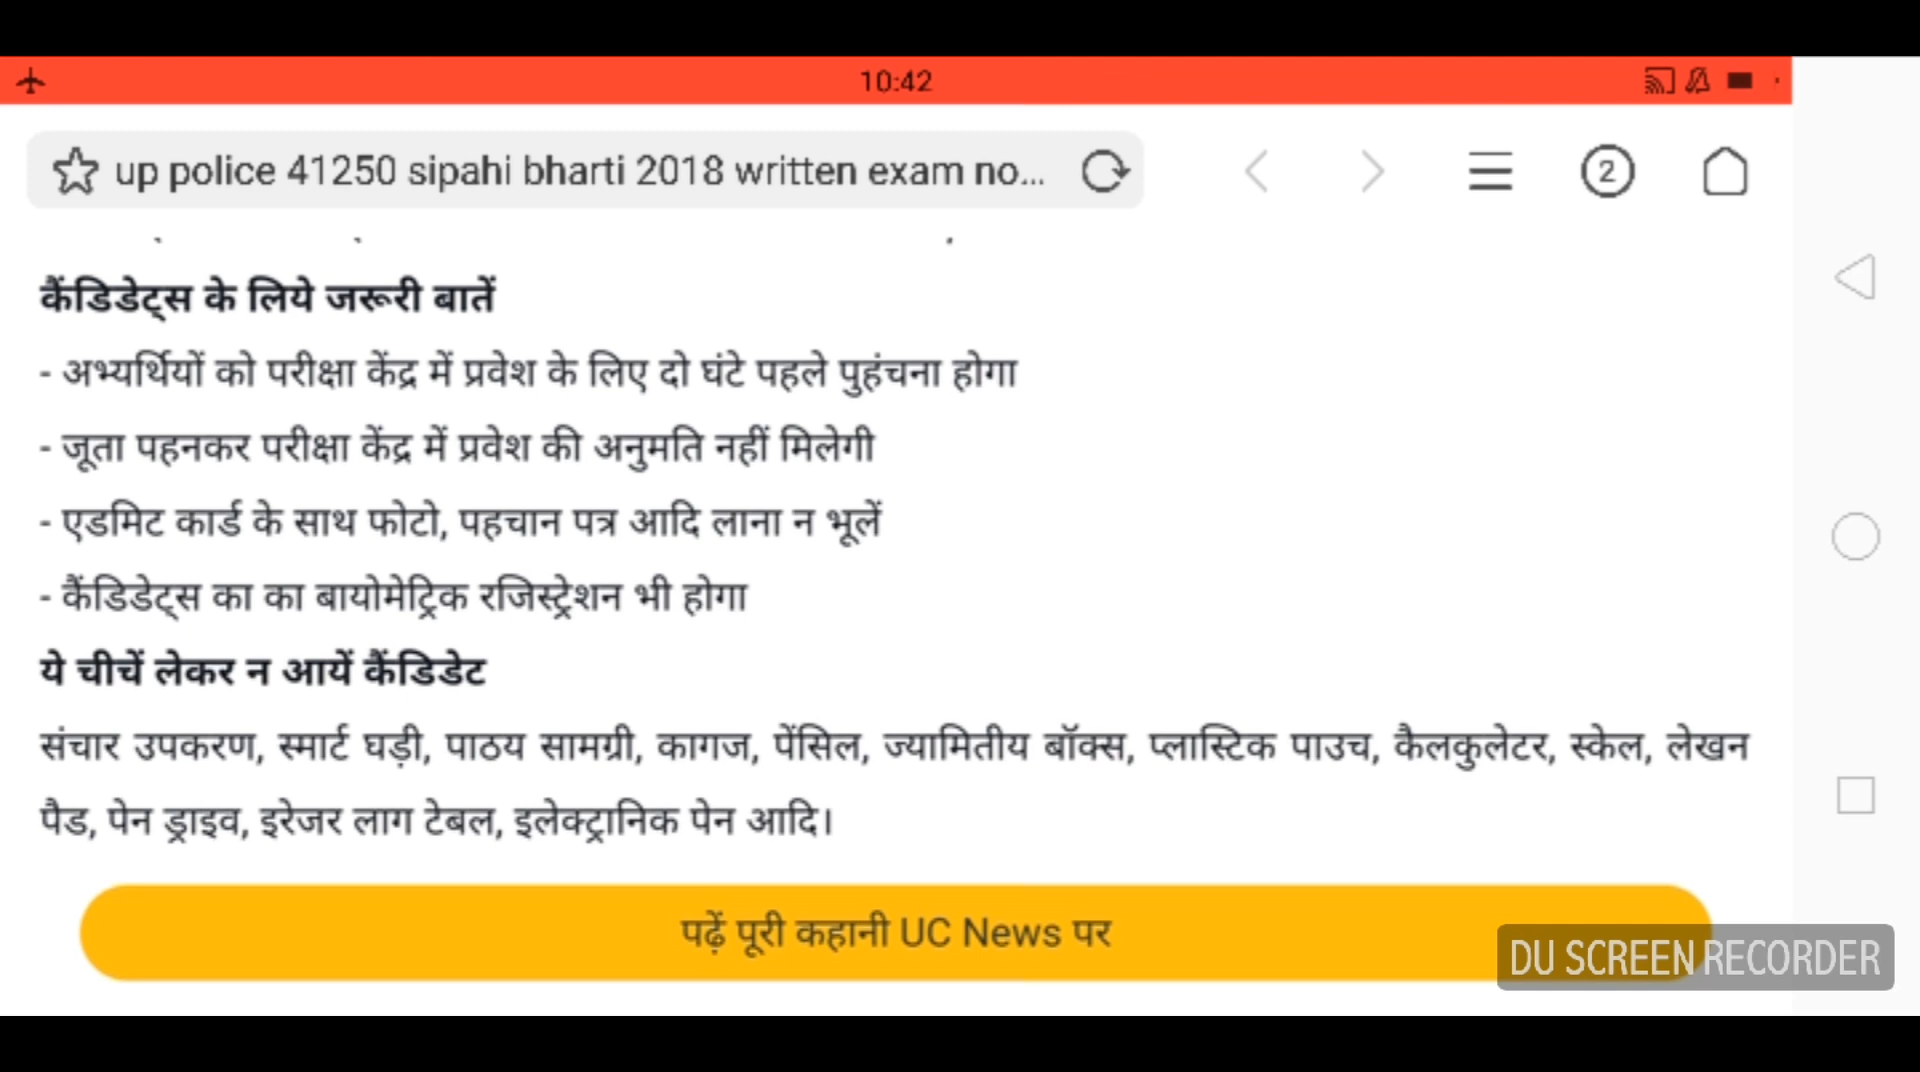 10:42
up police 41250 sipahi bharti 2018 written exam no...
2
कैंडिडेट्स के लिये जरूरी बातें
- अभ्यर्थियों को परीक्षा केंद्र में प्रवेश के लिए दो घंटे पहले पुहंचना होगा
- जूता पहनकर परीक्षा केंद्र में प्रवेश की अनुमति नहीं मिलेगी
- एडमिट कार्ड के साथ फोटो, पहचान पत्र आदि लाना न भूलें
- कैंडिडेट्स का का बायोमेट्रिक रजिस्ट्रेशन भी होगा
ये चीचें लेकर न आयें कैंडिडेट
संचार उपकरण, स्मार्ट घड़ी, पाठय सामग्री, कागज, पेंसिल, ज्यामितीय बॉक्स, प्लास्टिक पाउच, कैलकुलेटर, स्केल, लेखन
पैड, पेन ड्राइव, इरेजर लाग टेबल, इलेक्ट्रानिक पेन आदि।
पढ़ें पूरी कहानी UC News पर
DU SCREEN RECORDER